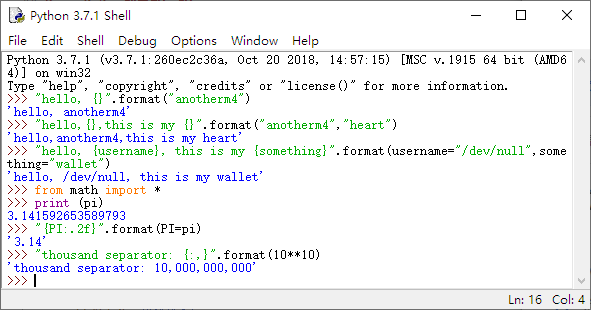 Python 3.7.1 Shell
File Edit Shell Debug Options Window Help
Python 3.7.1 (v3.7.1:260ec2c36a, Oct 20 2018, 14:57:15) [MSC v.1915 64 bit (AMD6
4)] on win32
Type "help", "copyright", "credits" or "license()" for more information.
>>> "hello, {}".format("anotherm4")
'hello, anotherm4'
>>> "hello,{},this is my {}".format("anotherm4","heart")
'hello,anotherm4,this is my heart'
>>> "hello, {username}, this is my {something}".format(username="/dev/null",some
thing="wallet")
'hello, /dev/null, this is my wallet'
>>> from math import *
>>> print (pi)
3.141592653589793
>>> "{PI:.2f}".format(PI=pi)
'3.14'
>>> "thousand separator: {:,}".format(10**10)
'thousand separator: 10,000,000,000'
>>>
Ln: 16 Col: 4